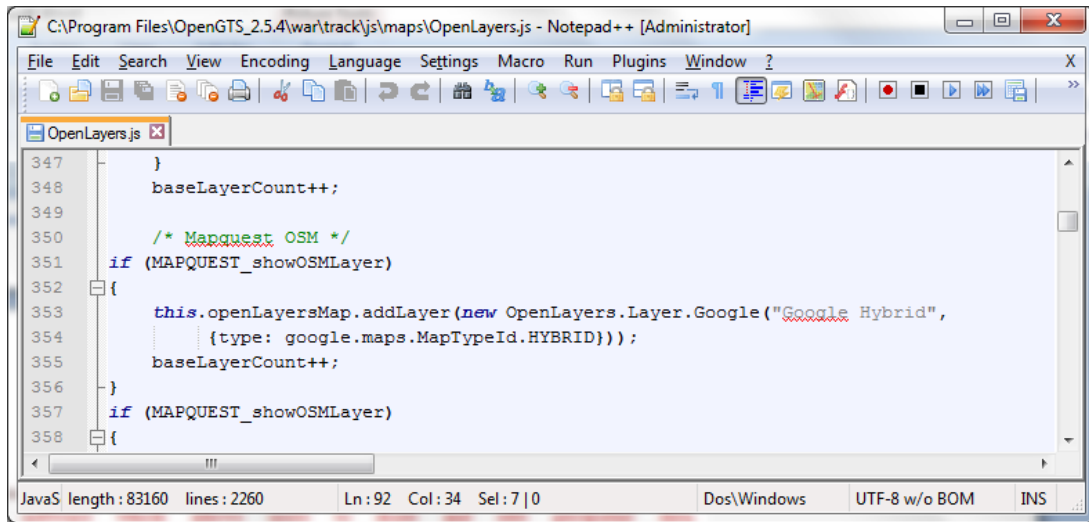 C:\Program Files\OpenGTS_2.5.4\war\track\js\maps\OpenLayers.js - Notepad++ [Administrator]
File Edit Search View Encoding Language Settings Macro Run Plugins Window ? X
OpenLayers.js
347 }
348 baseLayerCount++;
349
350 /* Mapquest OSM */
351 if (MAPQUEST_showOSMLayer)
352 {
353 this.openLayersMap.addLayer(new OpenLayers.Layer.Google("Google Hybrid",
354 {type: google.maps.MapTypeId.HYBRID}));
355 baseLayerCount++;
356 }
357 if (MAPQUEST_showOSMLayer)
358 {
JavaS length : 83160 lines : 2260 Ln : 92 Col : 34 Sel : 7 | 0 Dos\Windows UTF-8 w/o BOM INS